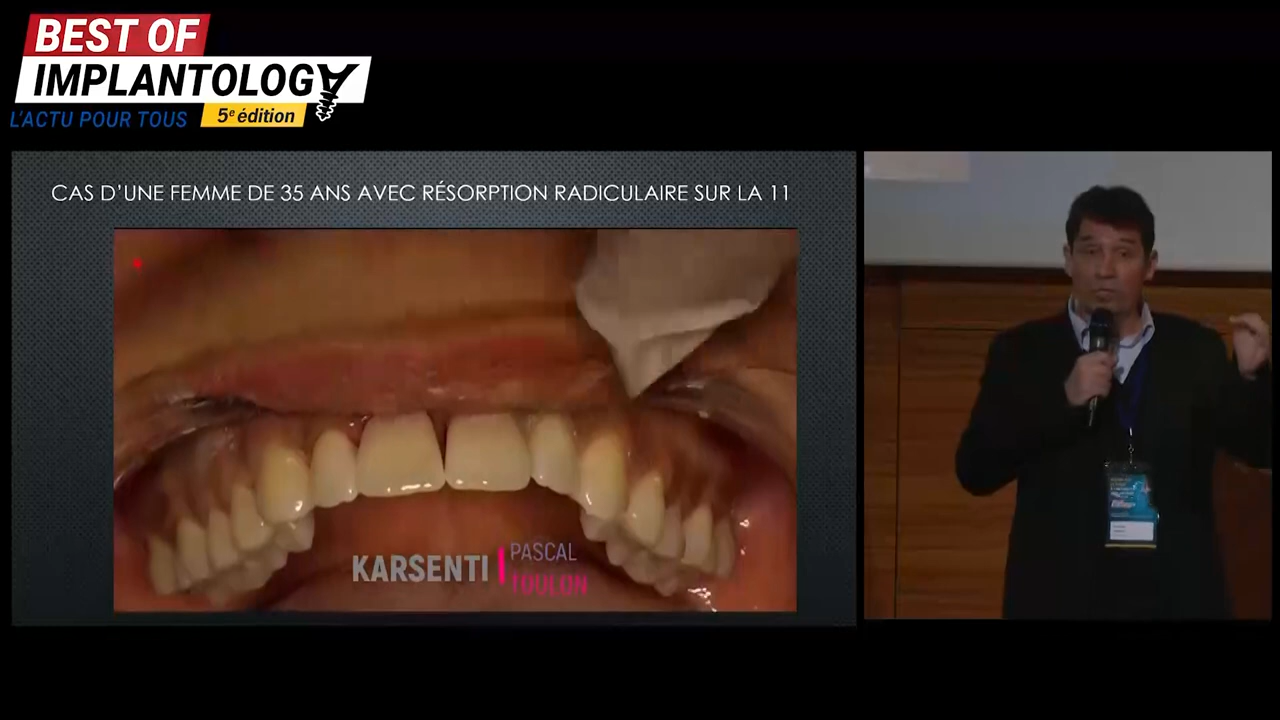 BEST OF
IMPLANTOLOGY
L'ACTU POUR TOUS
5e édition
CAS D'UNE FEMME DE 35 ANS AVEC RÉSORPTION RADICULAIRE SUR LA 11
KARSENTI
PASCAL
TOULON